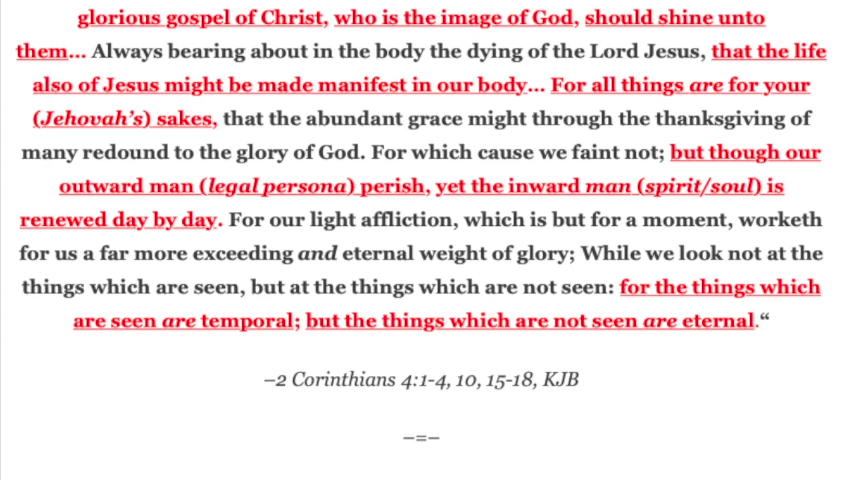 glorious gospel of Christ, who is the image of God, should shine unto
them... Always bearing about in the body the dying of the Lord Jesus, that the life
also of Jesus might be made manifest in our body... For all things are for your
(Jehovah's) sakes, that the abundant grace might through the thanksgiving of
many redound to the glory of God. For which cause we faint not; but though our
outward man (legal persona) perish, yet the inward man (spirit/soul) is
renewed day by day. For our light affliction, which is but for a moment, worketh
for us a far more exceeding and eternal weight of glory; While we look not at the
things which are seen, but at the things which are not seen: for the things which
are seen are temporal; but the things which are not seen are eternal.“
–2 Corinthians 4:1-4, 10, 15-18, KJB
–=–